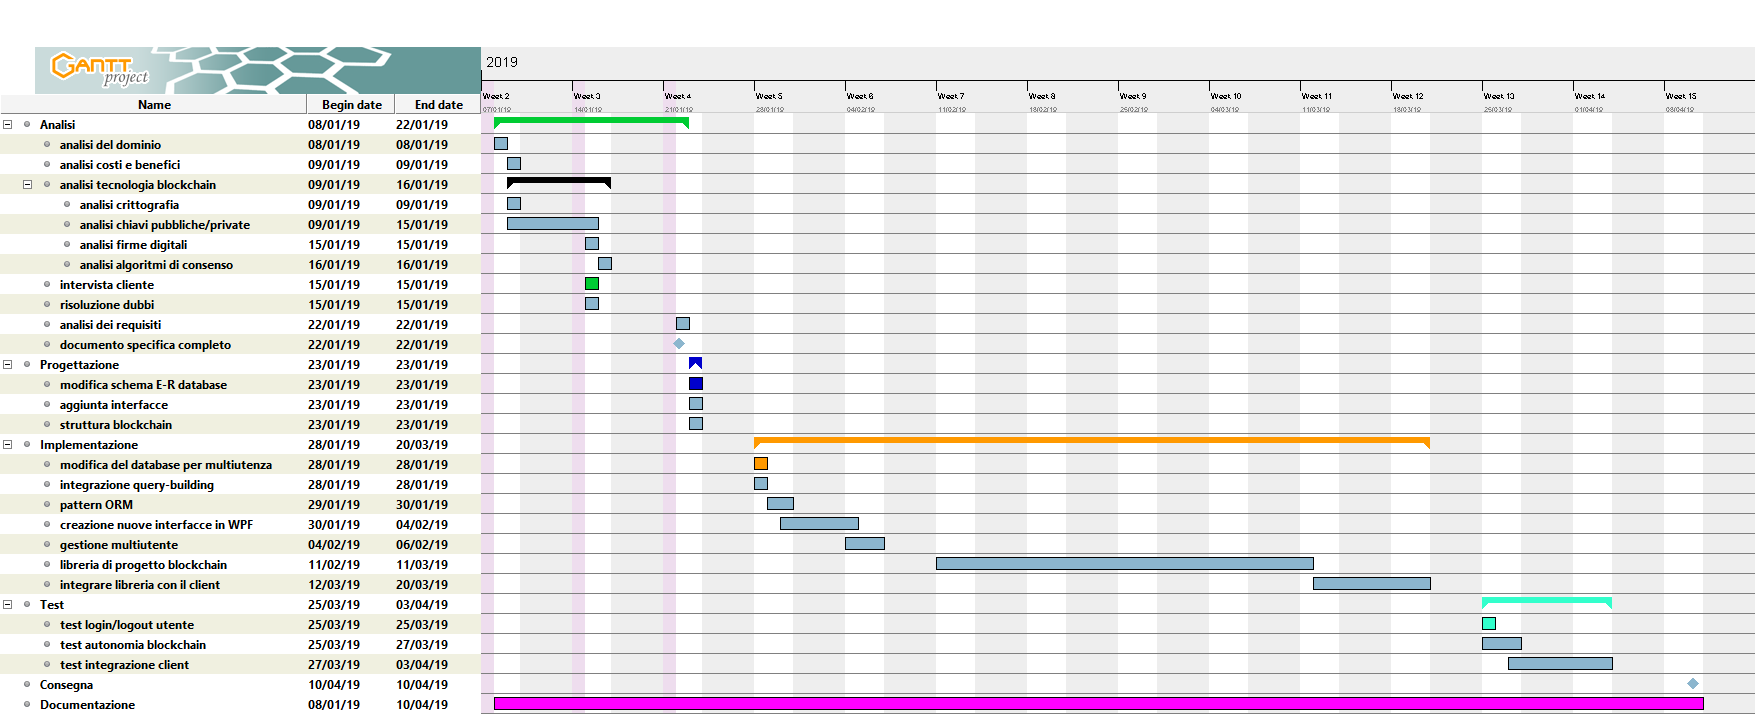 GANTT
project
2019
Week 2 Week 3 Week 4 Week 5 Week 6 Week 7 Week 8 Week 9 Week 10 Week 11 Week 12 Week 13 Week 14 Week 15
Name Begin date End date
07/01/19 14/01/19 21/01/19 28/01/19 04/02/19 11/02/19 18/02/19 25/02/19 04/03/19 11/03/19 18/03/19 25/03/19 01/04/19 08/04/19
Analisi 08/01/19 22/01/19
analisi del dominio 08/01/19 08/01/19
analisi costi e benefici 09/01/19 09/01/19
analisi tecnologia blockchain 09/01/19 16/01/19
analisi crittografia 09/01/19 09/01/19
analisi chiavi pubbliche/private 09/01/19 15/01/19
analisi firme digitali 15/01/19 15/01/19
analisi algoritmi di consenso 16/01/19 16/01/19
intervista cliente 15/01/19 15/01/19
risoluzione dubbi 15/01/19 15/01/19
analisi dei requisiti 22/01/19 22/01/19
documento specifica completo 22/01/19 22/01/19
Progettazione 23/01/19 23/01/19
modifica schema E-R database 23/01/19 23/01/19
aggiunta interfacce 23/01/19 23/01/19
struttura blockchain 23/01/19 23/01/19
Implementazione 28/01/19 20/03/19
modifica del database per multiutenza 28/01/19 28/01/19
integrazione query-building 28/01/19 28/01/19
pattern ORM 29/01/19 30/01/19
creazione nuove interfacce in WPF 30/01/19 04/02/19
gestione multiutente 04/02/19 06/02/19
libreria di progetto blockchain 11/02/19 11/03/19
integrare libreria con il client 12/03/19 20/03/19
Test 25/03/19 03/04/19
test login/logout utente 25/03/19 25/03/19
test autonomia blockchain 25/03/19 27/03/19
test integrazione client 27/03/19 03/04/19
Consegna 10/04/19 10/04/19
Documentazione 08/01/19 10/04/19